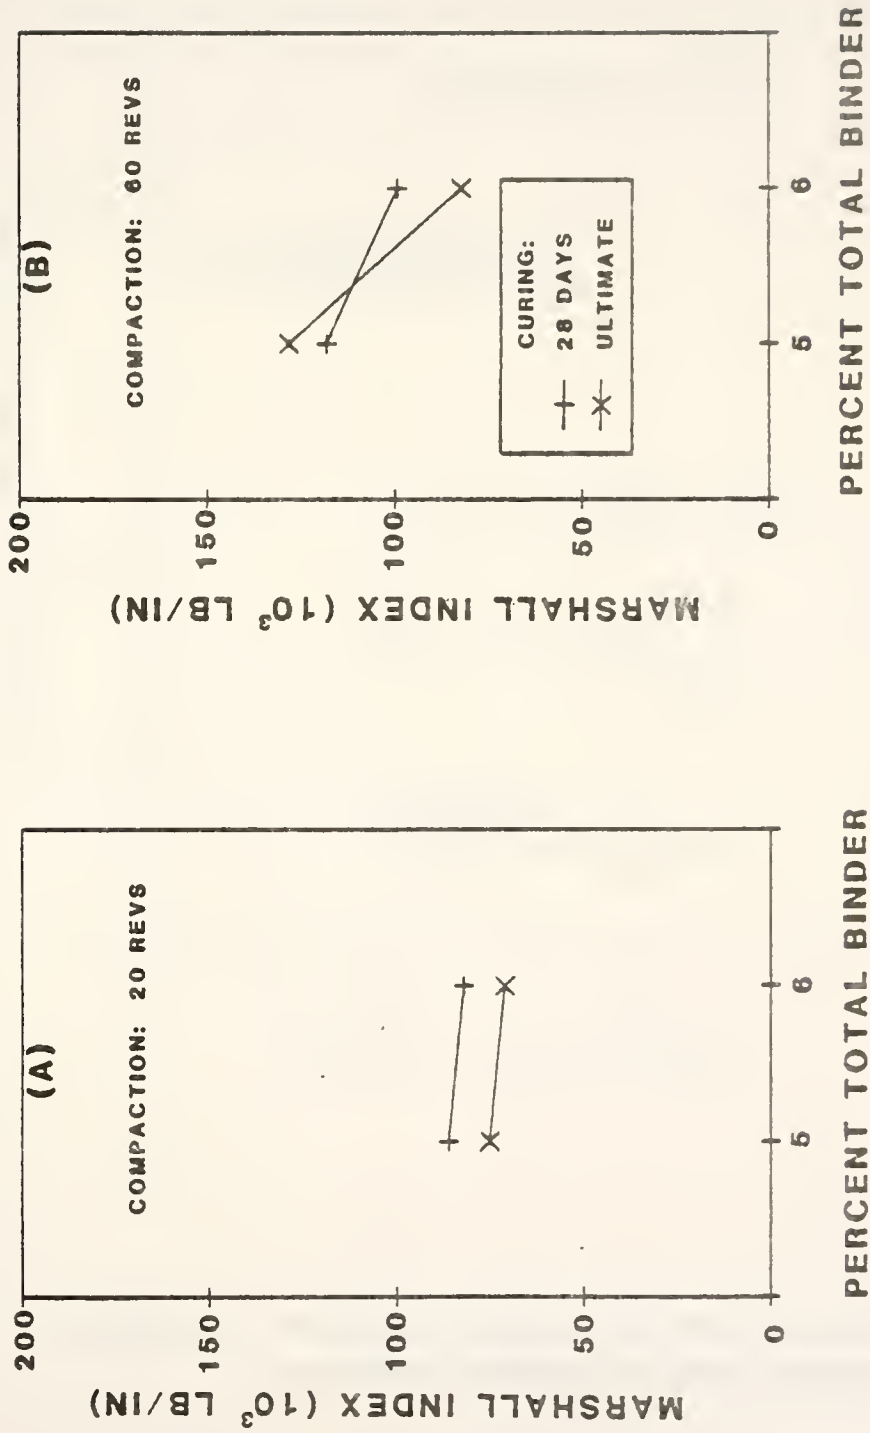 (A)
COMPACTION: 20 REVS
MARSHALL INDEX (10³ LB/IN)
200
150
100
50
0
5
6
PERCENT TOTAL BINDER
(B)
COMPACTION: 60 REVS
MARSHALL INDEX (10³ LB/IN)
200
150
100
50
0
CURING:
28 DAYS
ULTIMATE
5
6
PERCENT TOTAL BINDER